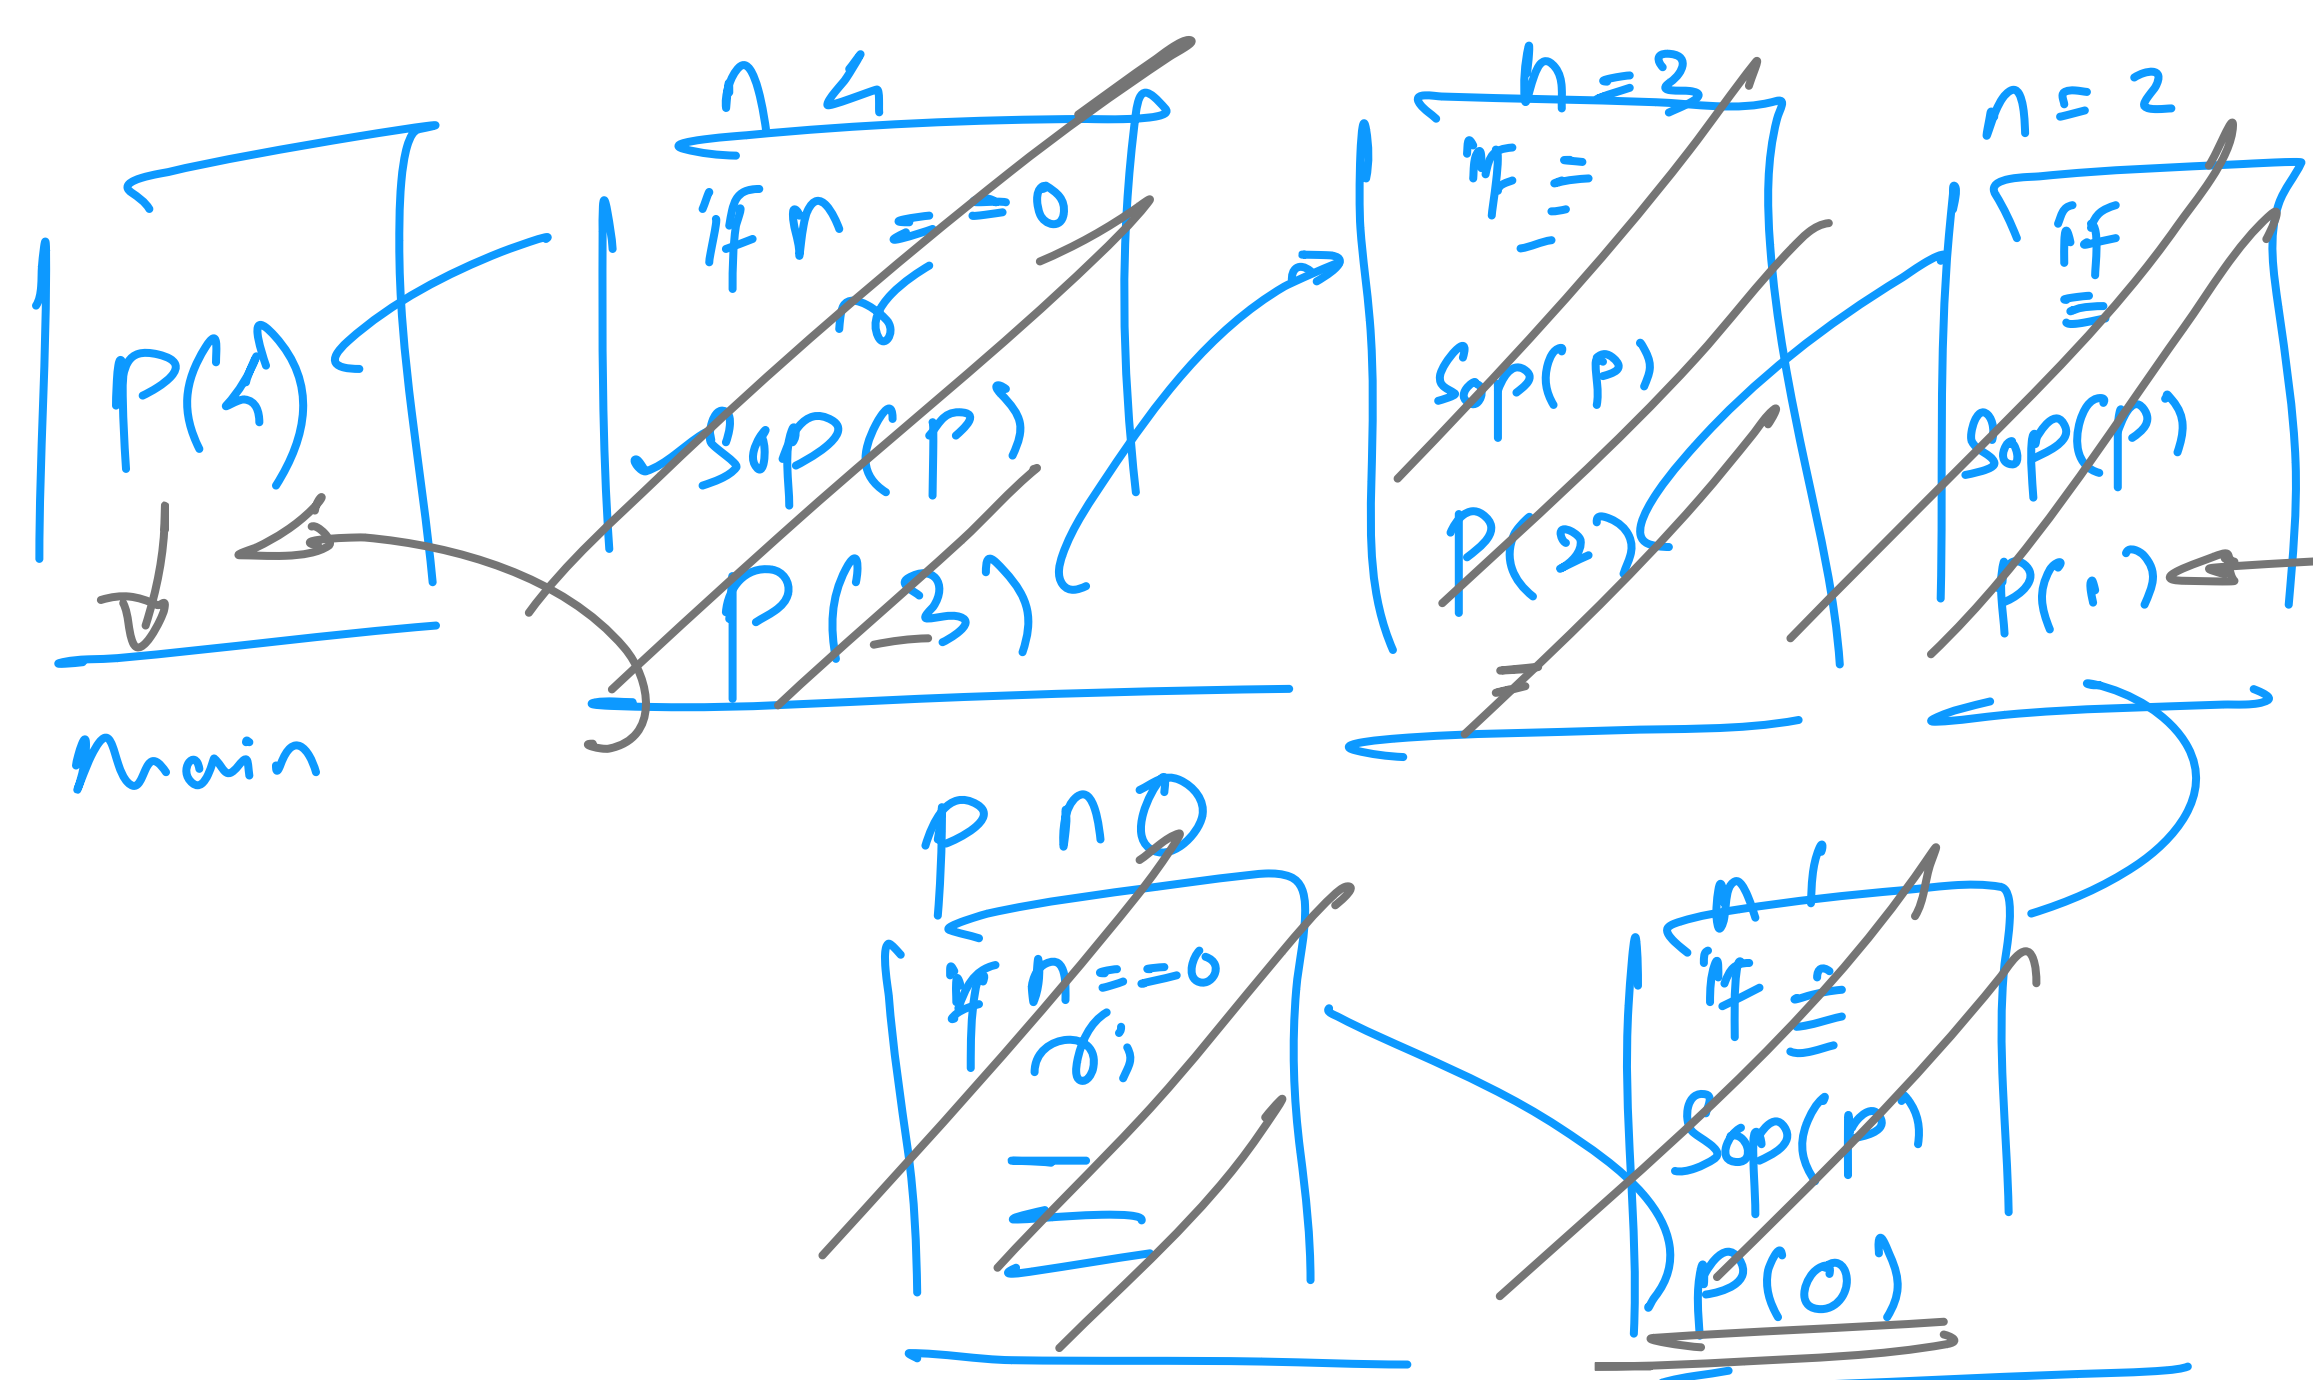 P(4)
Main
n 4
if n == 0
r
sop(p)
P(3)
n = 3
if =
sop(p)
P(2)
n = 2
if =
sop(p)
P(1)
n 1
if =
sop(p)
P(0)
P n 0
if n == 0
r;